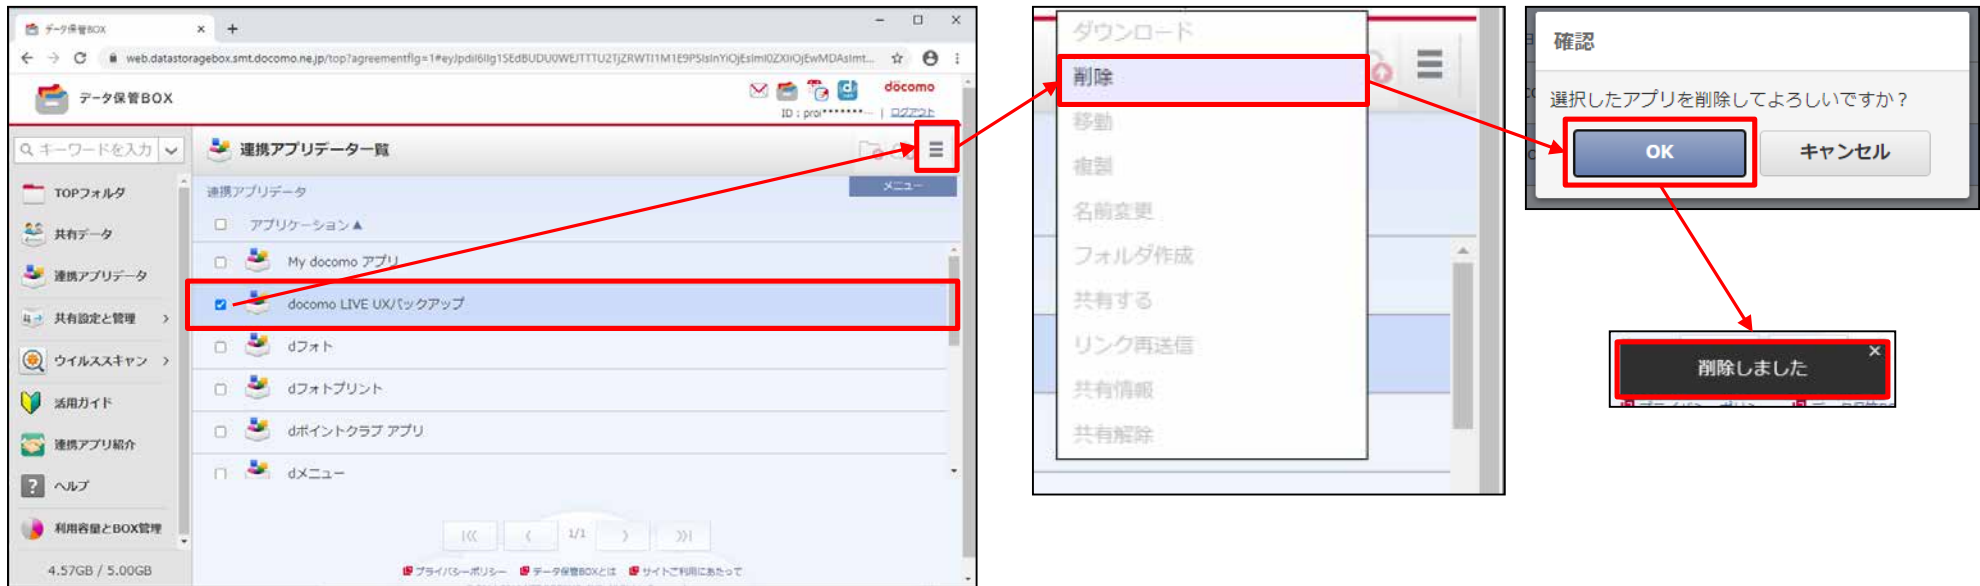 データ保管BOX
web.datastoragebox.smt.docomo.ne.jp/top?agreementflg=1#
データ保管BOX
döcomo
ID : proi*******... | ログアウト
キーワードを入力
連携アプリデータ一覧
TOPフォルダ
共有データ
連携アプリデータ
共有設定と管理
ウイルススキャン
活用ガイド
連携アプリ紹介
ヘルプ
利用容量とBOX管理
4.57GB / 5.00GB
連携アプリデータ
メニュー
アプリケーション▲
My docomo アプリ
docomo LIVE UXバックアップ
dフォト
dフォトプリント
dポイントクラブ アプリ
dメニュー
1/1
プライバシーポリシー データ保管BOXとは サイトご利用にあたって
ダウンロード
削除
移動
複製
名前変更
フォルダ作成
共有する
リンク再送信
共有情報
共有解除
確認
選択したアプリを削除してよろしいですか？
OK キャンセル
削除しました